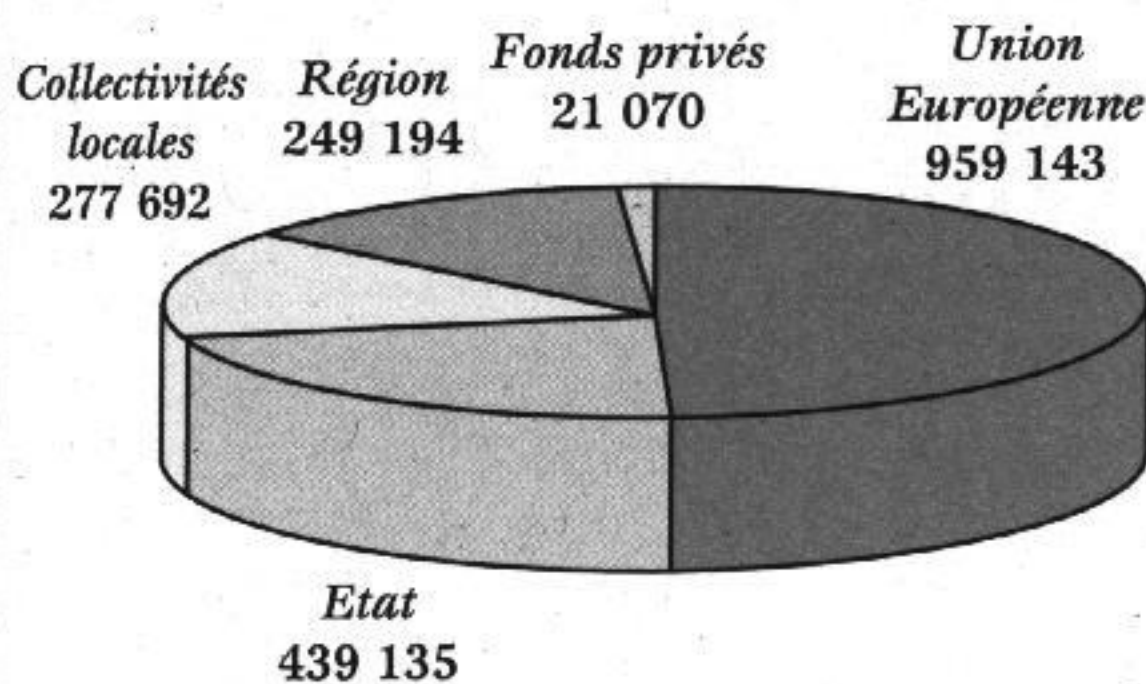 Collectivités
locales
277 692
Région
249 194
Fonds privés
21 070
Union
Européenne
959 143
Etat
439 135